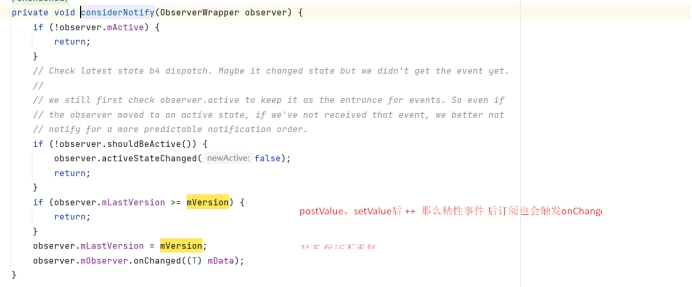 private void considerNotify(ObserverWrapper observer) {
if (!observer.mActive) {
return;
}
// Check latest state b4 dispatch. Maybe it changed state but we didn't get the event yet.
//
// we still first check observer.active to keep it as the entrance for events. So even if
// the observer moved to an active state, if we've not received that event, we better not
// notify for a more predictable notification order.
if (!observer.shouldBeActive()) {
observer.activeStateChanged( newActive: false);
return;
}
if (observer.mLastVersion >= mVersion) {
return;
}
postValue、setValue后 ++ 那么粘性事件 后订阅也会触发onChange
observer.mLastVersion = mVersion;
observer.mObserver.onChanged((T) mData);
}